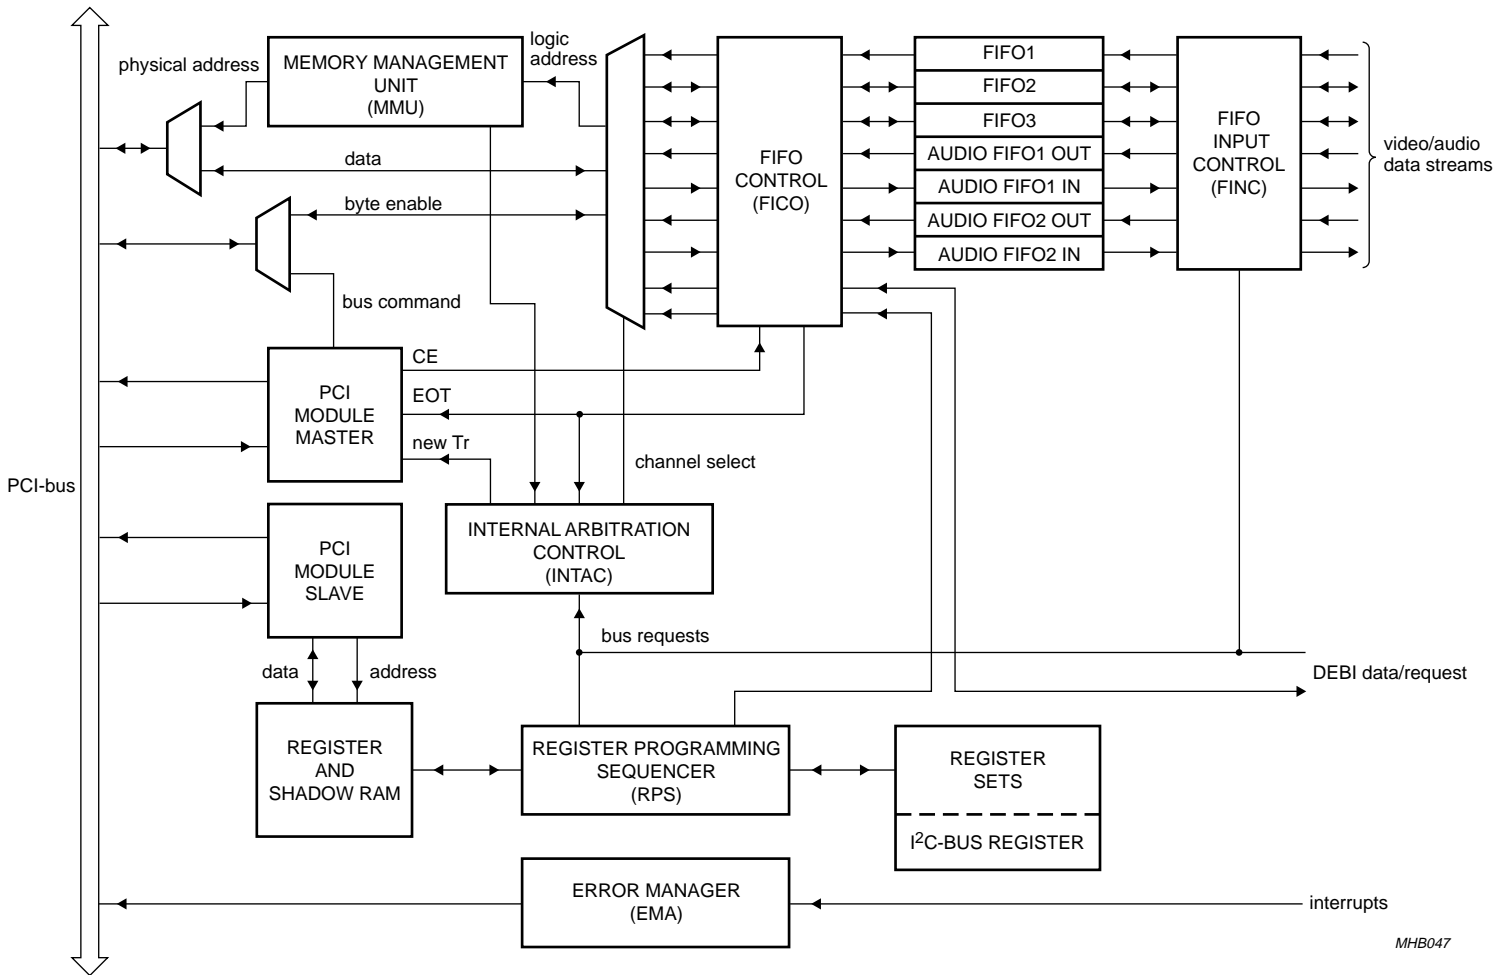 PCI-bus
physical address
MEMORY MANAGEMENT
UNIT
(MMU)
logic
address
data
byte enable
bus command
FIFO
CONTROL
(FICO)
FIFO1
FIFO2
FIFO3
AUDIO FIFO1 OUT
AUDIO FIFO1 IN
AUDIO FIFO2 OUT
AUDIO FIFO2 IN
FIFO
INPUT
CONTROL
(FINC)
video/audio
data streams
PCI
MODULE
MASTER
CE
EOT
new Tr
channel select
PCI
MODULE
SLAVE
INTERNAL ARBITRATION
CONTROL
(INTAC)
bus requests
data
address
DEBI data/request
REGISTER
AND
SHADOW RAM
REGISTER PROGRAMMING
SEQUENCER
(RPS)
REGISTER
SETS
I²C-BUS REGISTER
ERROR MANAGER
(EMA)
interrupts
MHB047